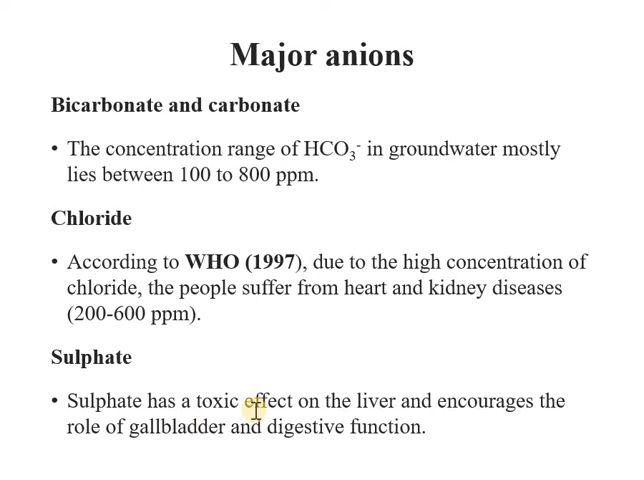 Major anions
Bicarbonate and carbonate
• The concentration range of HCO₃⁻ in groundwater mostly
lies between 100 to 800 ppm.
Chloride
• According to WHO (1997), due to the high concentration of
chloride, the people suffer from heart and kidney diseases
(200-600 ppm).
Sulphate
• Sulphate has a toxic effect on the liver and encourages the
role of gallbladder and digestive function.